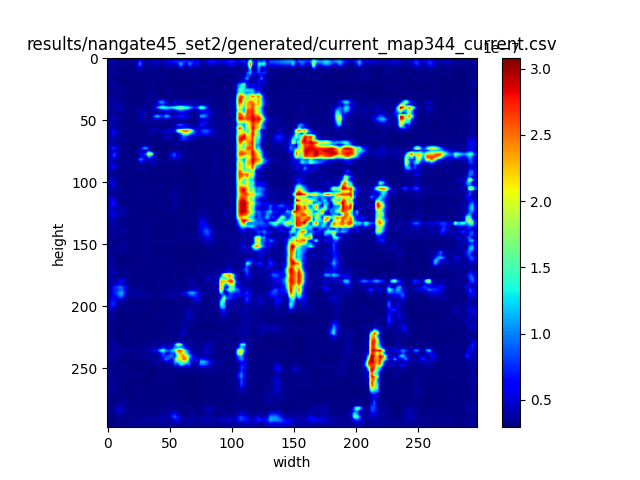 results/nangate45_set2/generated/current_map344_current.csv
1e−7
0
50
100
150
200
250
height
0 50 100 150 200 250
width
3.0
2.5
2.0
1.5
1.0
0.5